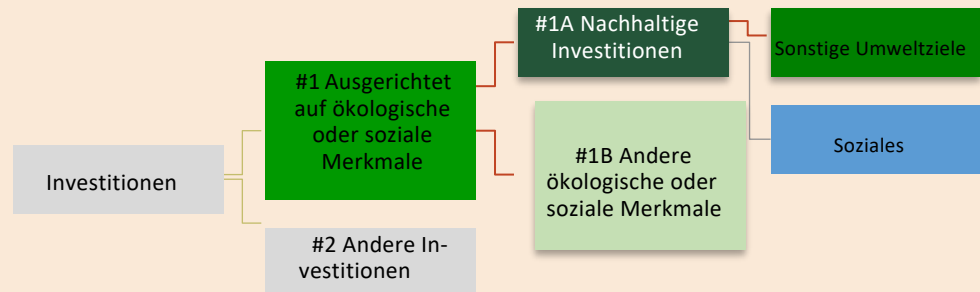 Investitionen
#1 Ausgerichtet
auf ökologische
oder soziale
Merkmale
#2 Andere In-
vestitionen
#1A Nachhaltige
Investitionen
#1B Andere
ökologische oder
soziale Merkmale
Sonstige Umweltziele
Soziales